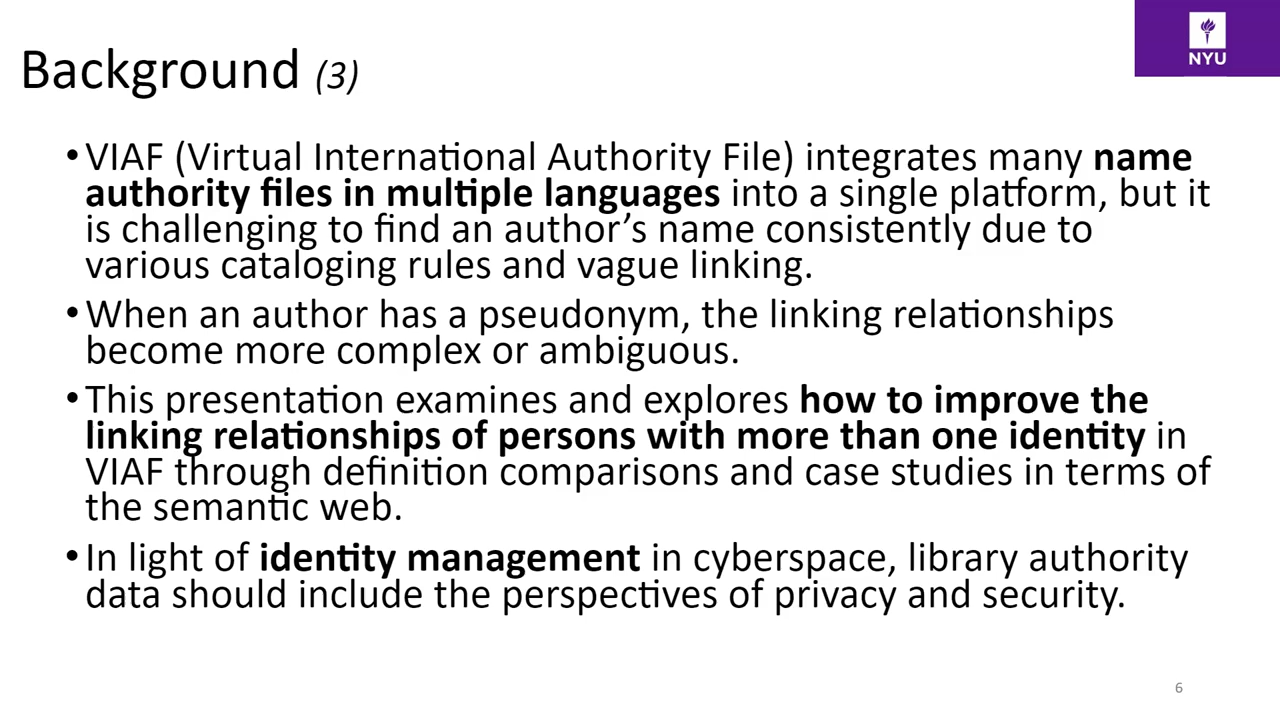 NYU
Background (3)
•VIAF (Virtual International Authority File) integrates many name
authority files in multiple languages into a single platform, but it
is challenging to find an author’s name consistently due to
various cataloging rules and vague linking.
•When an author has a pseudonym, the linking relationships
become more complex or ambiguous.
•This presentation examines and explores how to improve the
linking relationships of persons with more than one identity in
VIAF through definition comparisons and case studies in terms of
the semantic web.
•In light of identity management in cyberspace, library authority
data should include the perspectives of privacy and security.
6